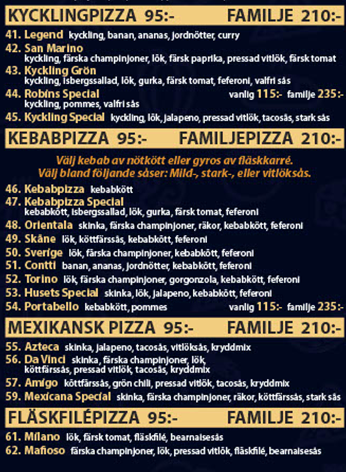 KYCKLINGPIZZA 95:- FAMILJE 210:-
41. Legend kyckling, banan, ananas, jordnötter, curry
42. San Marino
kyckling, färska champinjoner, lök, färsk paprika, pressad vitlök, färsk tomat
43. Kyckling Grön
kyckling, isbergssallad, lök, gurka, färsk tomat, feferoni, valfri sås
44. Robins Special vanlig 115:- familje 235:-
kyckling, pommes, valfri sås
45. Kyckling Special kyckling, lök, jalapeno, pressad vitlök, tacosås, stark sås
KEBABPIZZA 95:- FAMILJEPIZZA 210:-
Välj kebab av nötkött eller gyros av fläskkarré.
Välj bland följande såser: Mild-, stark-, eller vitlöksås.
46. Kebabpizza kebabkött
47. Kebabpizza Special
kebabkött, isbergssallad, lök, gurka, färsk tomat, feferoni
48. Orientala skinka, färska champinjoner, räkor, kebabkött, feferoni
49. Skåne lök, köttfärssås, kebabkött, feferoni
50. Sverige lök, färska champinjoner, kebabkött, feferoni
51. Contti banan, ananas, jordnötter, kebabkött, feferoni
52. Torino lök, färska champinjoner, gorgonzola, kebabkött, feferoni
53. Husets Special skinka, lök, jalapeno, kebabkött, feferoni
54. Portabello kebabkött, pommes vanlig 115:- familje 235:-
MEXIKANSK PIZZA 95:- FAMILJE 210:-
55. Azteca skinka, jalapeno, tacosås, vitlöksås, kryddmix
56. Da Vinci skinka, färska champinjoner, lök,
köttfärssås, pressad vitlök, tacosås, kryddmix
57. Amigo köttfärssås, grön chili, pressad vitlök, tacosås, kryddmix
59. Mexicana Special skinka, färska champinjoner, räkor, köttfärssås, stark sås
FLÄSKFILÉPIZZA 95:- FAMILJE 210:-
61. Milano lök, färsk tomat, fläskfilé, bearnaisesås
62. Mafioso färska champinjoner, lök, pressad vitlök, fläskfilé, bearnaisesås